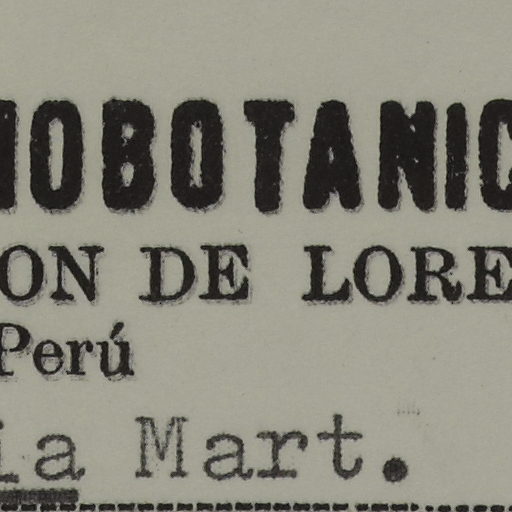 NOBOTANIC
ON DE LORE
Perú
ia Mart.